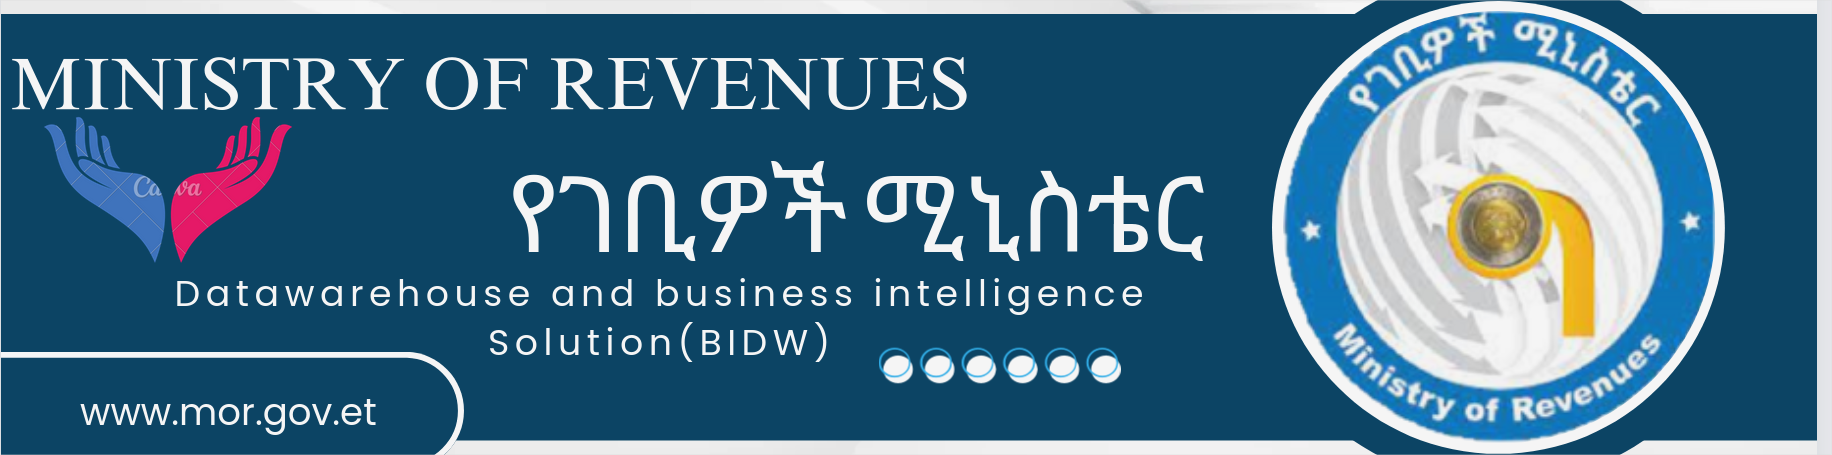 MINISTRY OF REVENUES
Canva
የገቢዎች ሚኒስቴር
Datawarehouse and business intelligence
Solution(BIDW)
www.mor.gov.et
የገቢዎች ሚኒስቴር
Ministry of Revenues